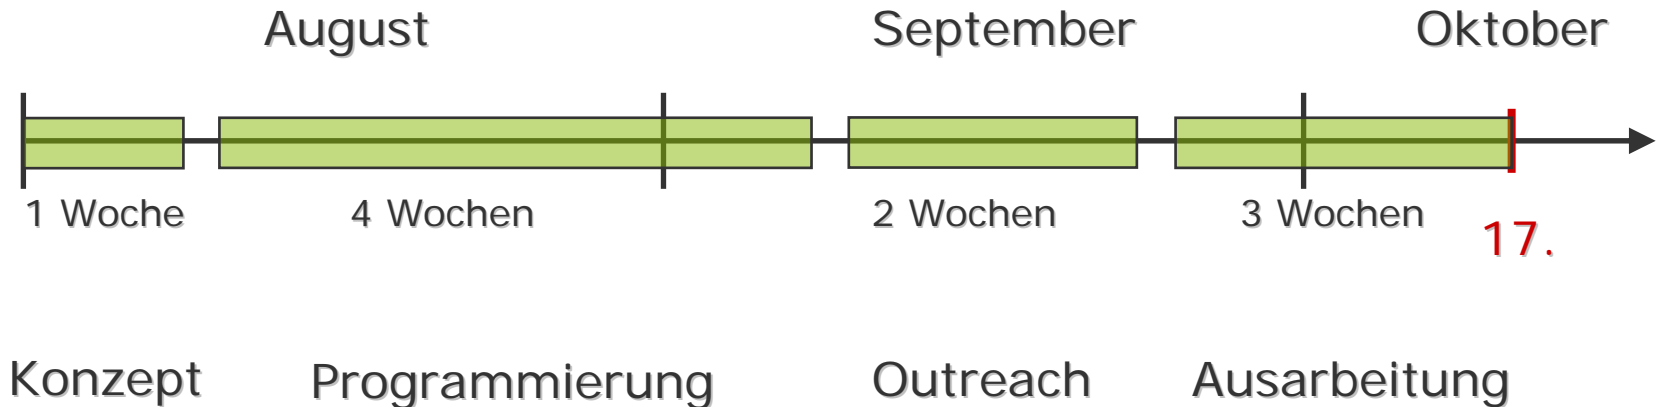 August September Oktober
1 Woche 4 Wochen 2 Wochen 3 Wochen
17.
Konzept Programmierung Outreach Ausarbeitung